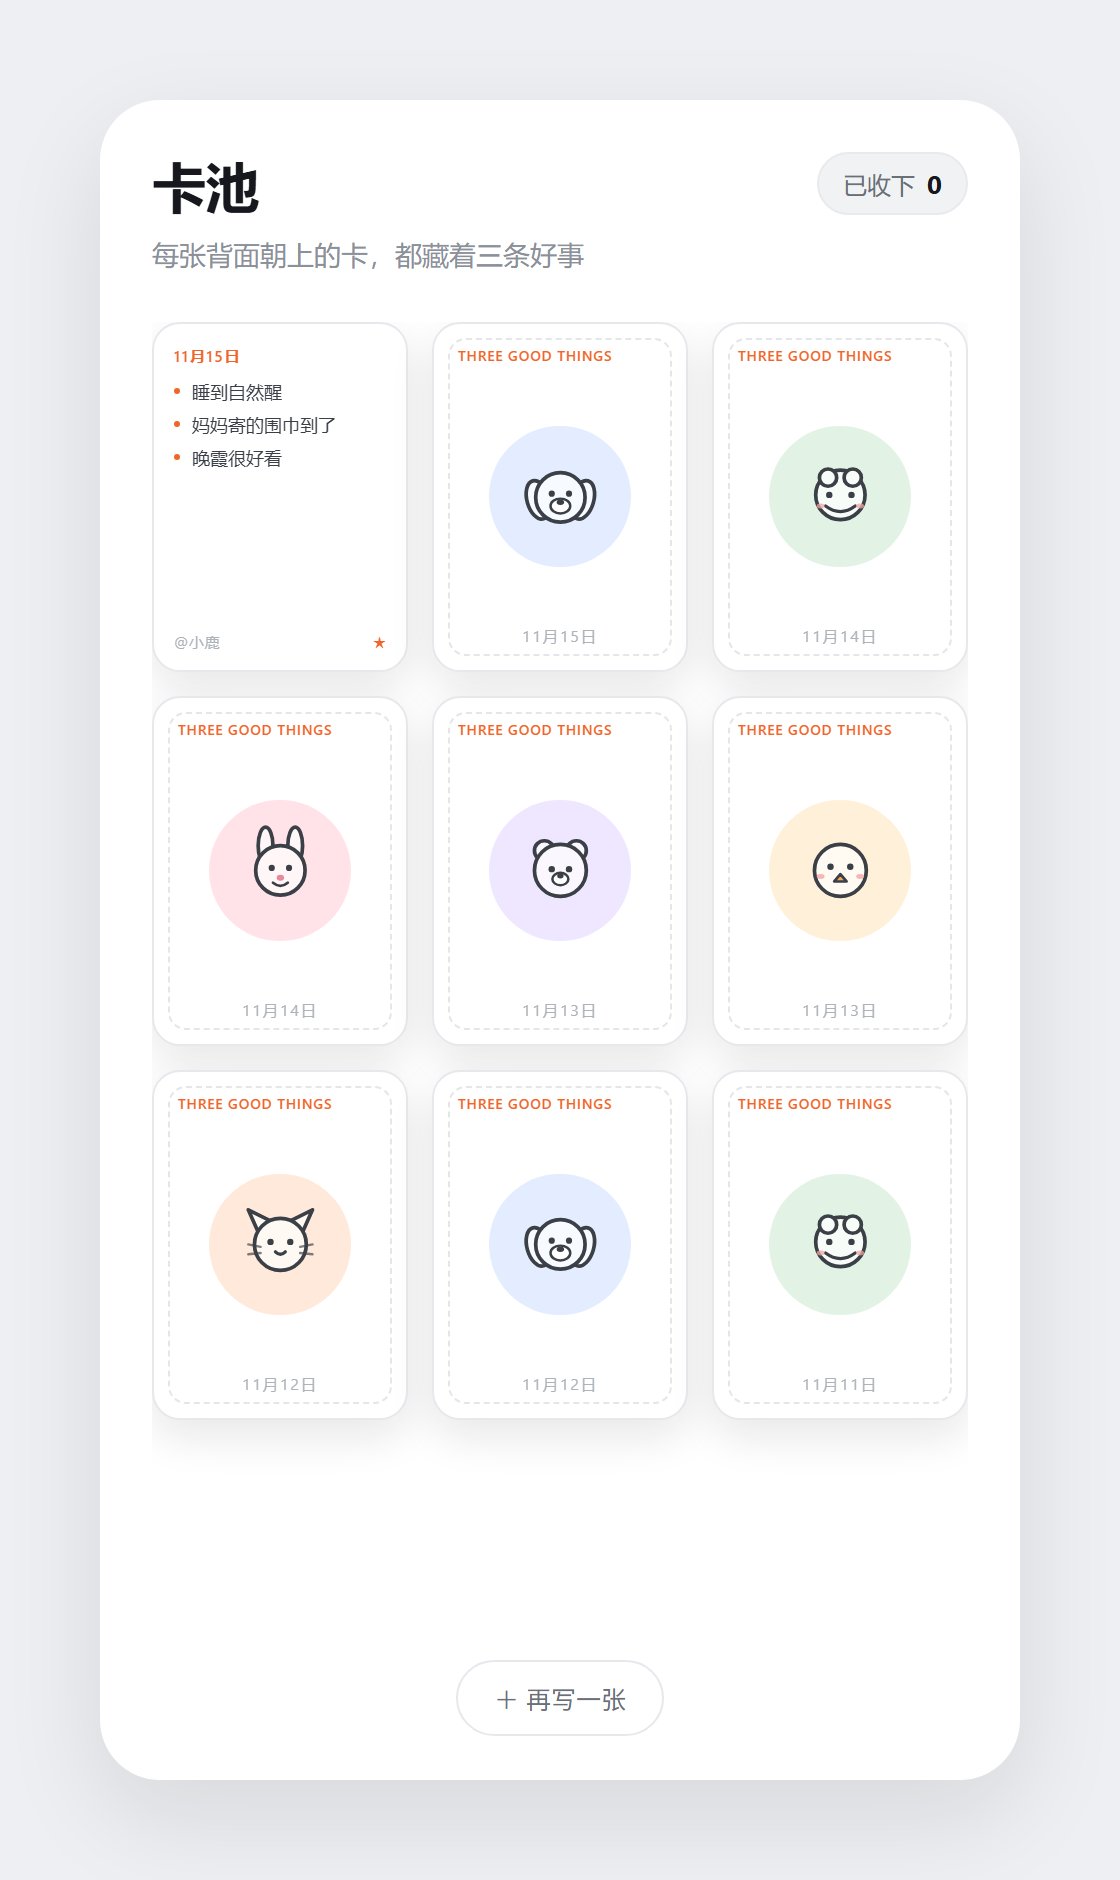 卡池
已收下 0
每张背面朝上的卡，都藏着三条好事
11月15日
• 睡到自然醒
• 妈妈寄的围巾到了
• 晚霞很好看
@小鹿 ★
THREE GOOD THINGS
11月15日
THREE GOOD THINGS
11月14日
THREE GOOD THINGS
11月14日
THREE GOOD THINGS
11月13日
THREE GOOD THINGS
11月13日
THREE GOOD THINGS
11月12日
THREE GOOD THINGS
11月12日
THREE GOOD THINGS
11月11日
＋ 再写一张